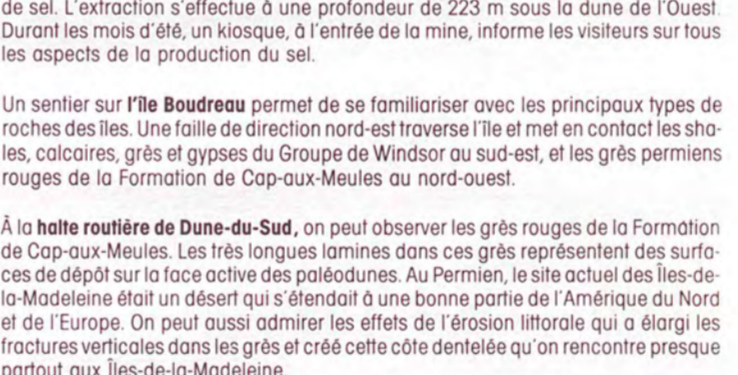 de sel. L'extraction s'effectue à une profondeur de 223 m sous la dune de l'Ouest.
Durant les mois d'été, un kiosque, à l'entrée de la mine, informe les visiteurs sur tous
les aspects de la production du sel.
Un sentier sur l'île Boudreau permet de se familiariser avec les principaux types de
roches des îles. Une faille de direction nord-est traverse l'île et met en contact les sha-
les, calcaires, grès et gypses du Groupe de Windsor au sud-est, et les grès permiens
rouges de la Formation de Cap-aux-Meules au nord-ouest.
À la halte routière de Dune-du-Sud, on peut observer les grès rouges de la Formation
de Cap-aux-Meules. Les très longues lamines dans ces grès représentent des surfa-
ces de dépôt sur la face active des paléodunes. Au Permien, le site actuel des Îles-de-
la-Madeleine était un désert qui s'étendait à une bonne partie de l'Amérique du Nord
et de l'Europe. On peut aussi admirer les effets de l'érosion littorale qui a élargi les
fractures verticales dans les grès et créé cette côte dentelée qu'on rencontre presque
partout aux Îles-de-la-Madeleine.